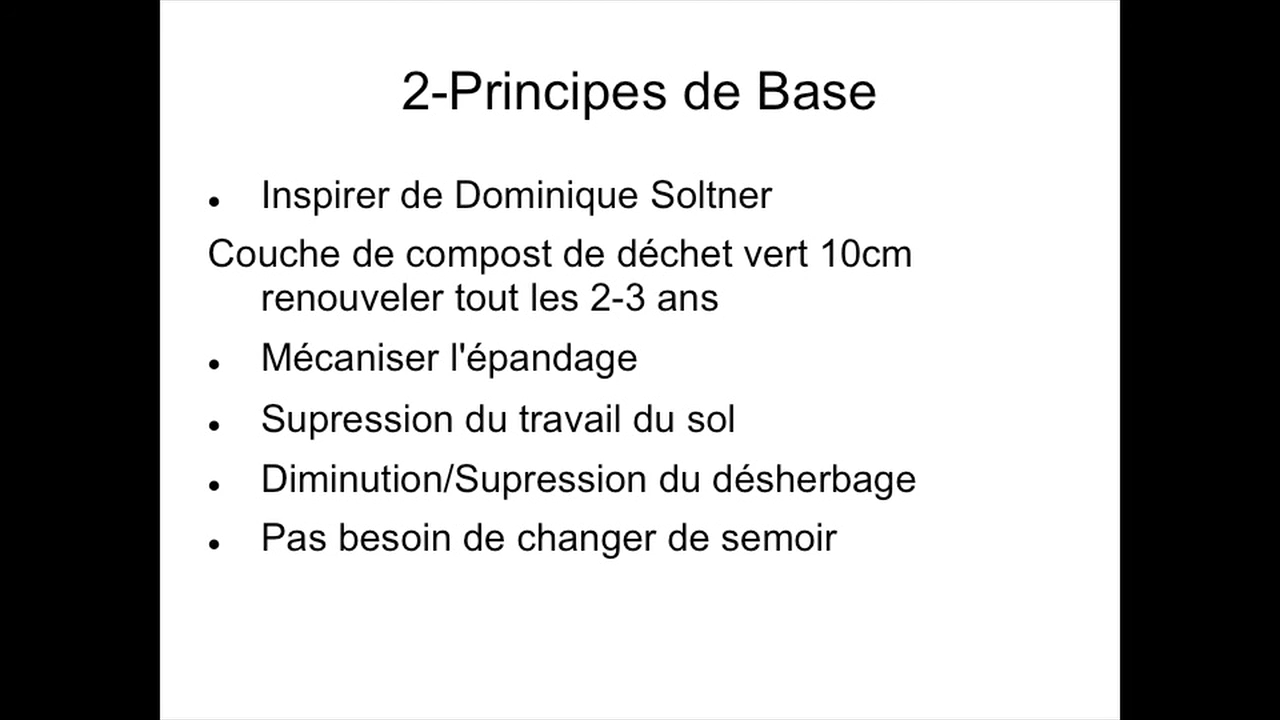 2-Principes de Base
● Inspirer de Dominique Soltner
Couche de compost de déchet vert 10cm
renouveler tout les 2-3 ans
● Mécaniser l'épandage
● Supression du travail du sol
● Diminution/Supression du désherbage
● Pas besoin de changer de semoir